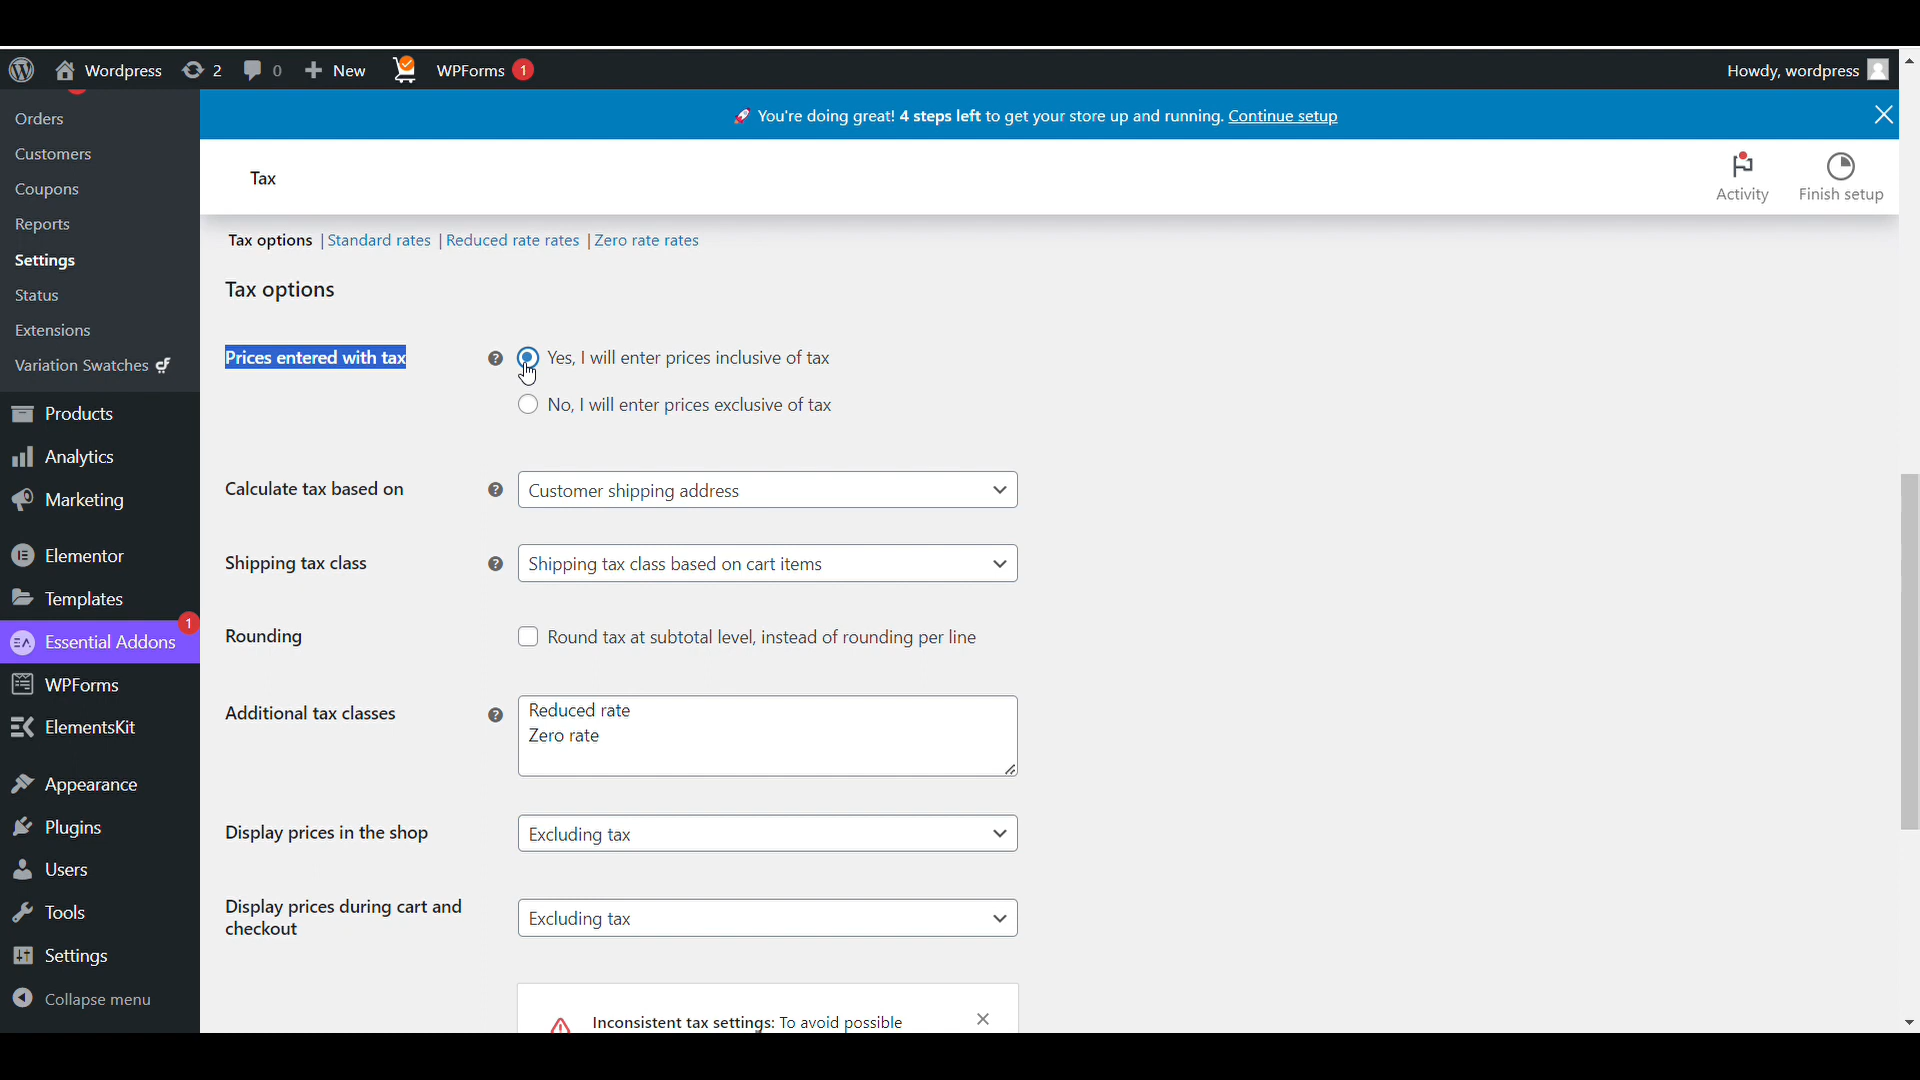 Wordpress 2 0 New WPForms 1 Howdy, wordpress
You're doing great! 4 steps left to get your store up and running. Continue setup
Orders
Customers
Coupons
Reports
Settings
Status
Extensions
Variation Swatches
Products
Analytics
Marketing
Elementor
Templates
Essential Addons 1
WPForms
ElementsKit
Appearance
Plugins
Users
Tools
Settings
Collapse menu
Tax
Activity
Finish setup
Tax options | Standard rates | Reduced rate rates | Zero rate rates
Tax options
Prices entered with tax ? Yes, I will enter prices inclusive of tax
No, I will enter prices exclusive of tax
Calculate tax based on ? Customer shipping address
Shipping tax class ? Shipping tax class based on cart items
Rounding Round tax at subtotal level, instead of rounding per line
Additional tax classes ? Reduced rate
Zero rate
Display prices in the shop Excluding tax
Display prices during cart and
checkout
Excluding tax
Inconsistent tax settings: To avoid possible